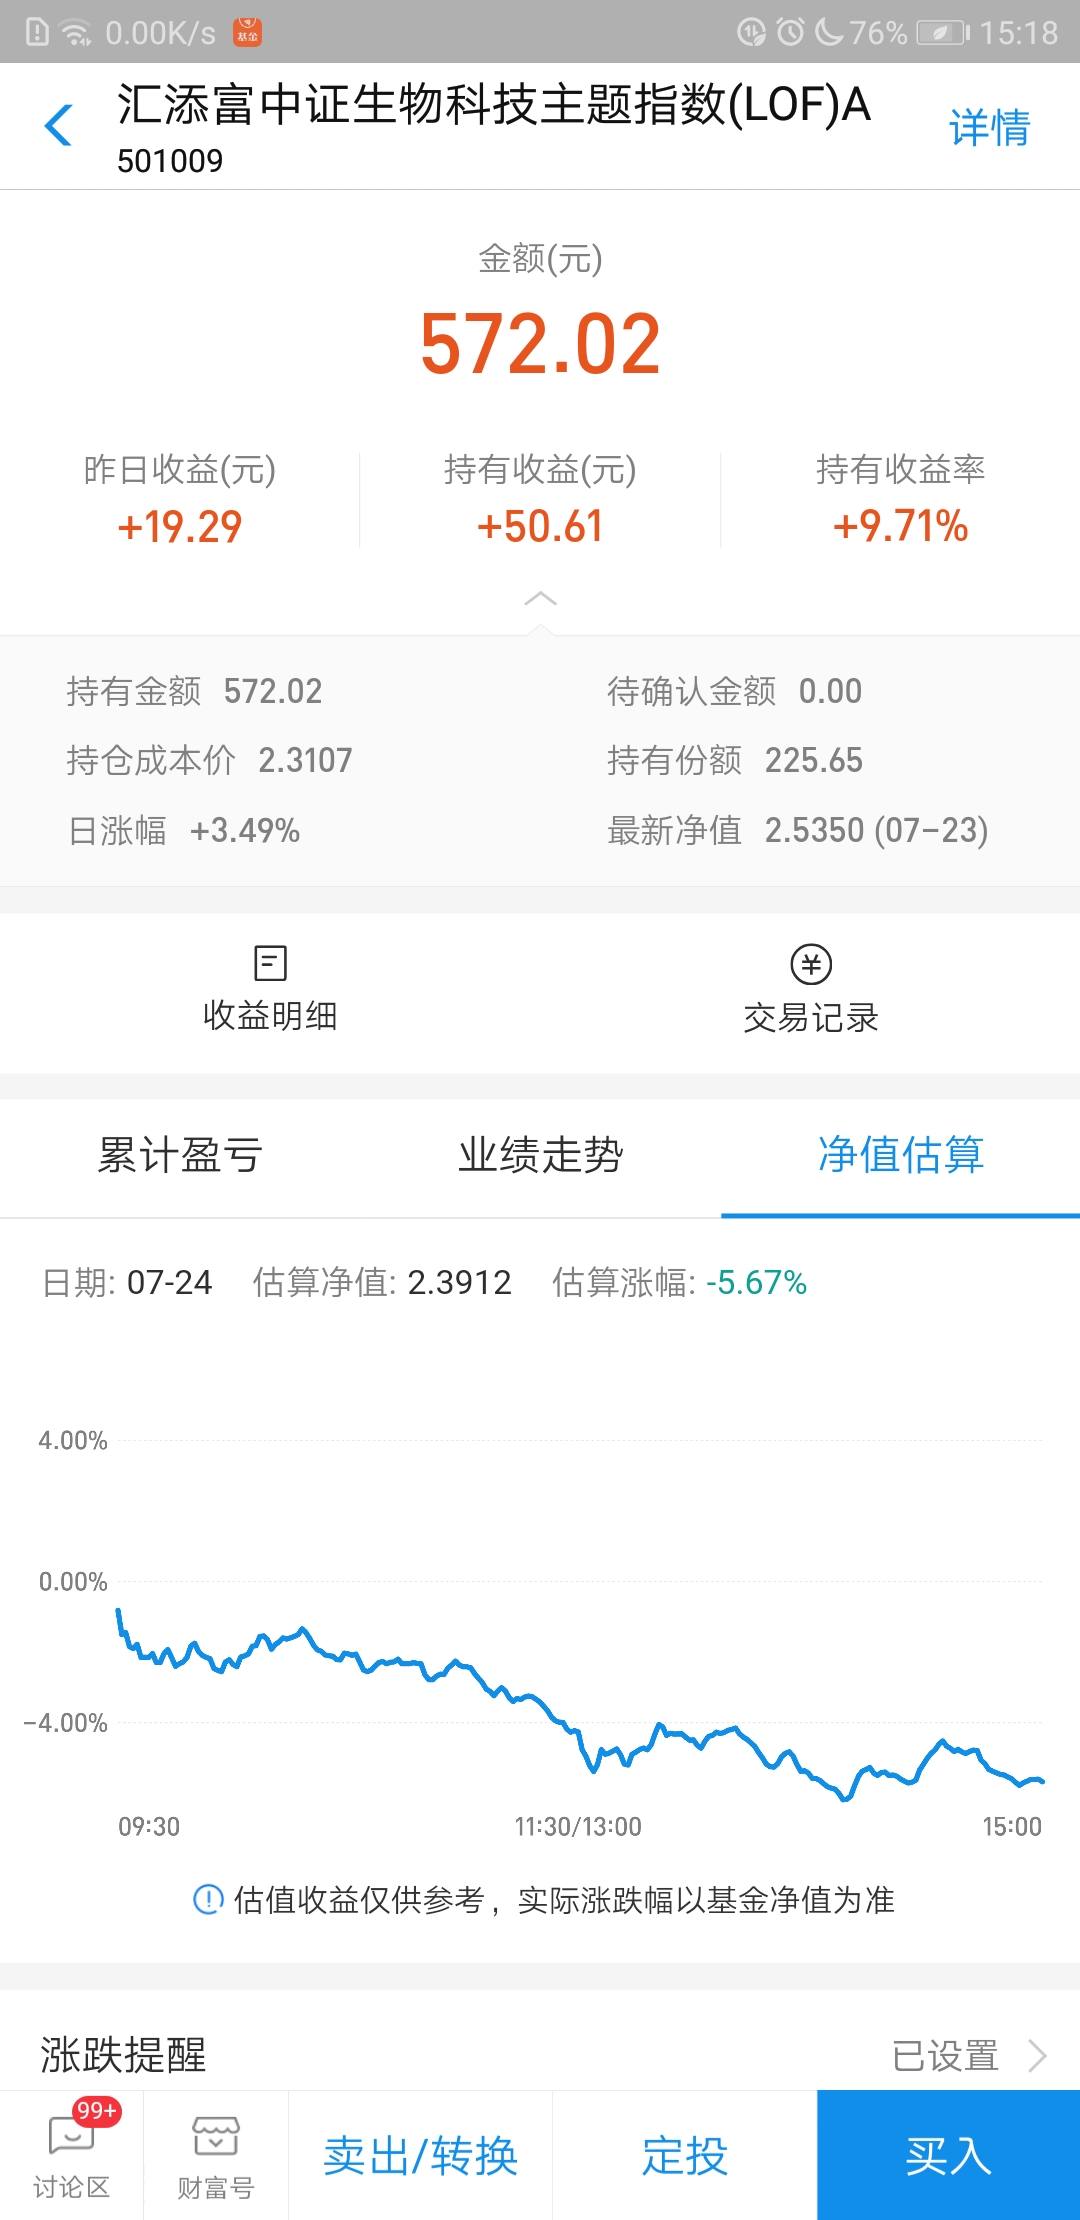 0.00K/s 基金 76% 15:18
汇添富中证生物科技主题指数(LOF)A
501009
详情
金额(元)
572.02
昨日收益(元) 持有收益(元) 持有收益率
+19.29 +50.61 +9.71%
持有金额 572.02 待确认金额 0.00
持仓成本价 2.3107 持有份额 225.65
日涨幅 +3.49% 最新净值 2.5350 (07-23)
收益明细 交易记录
累计盈亏 业绩走势 净值估算
日期: 07-24 估算净值: 2.3912 估算涨幅: -5.67%
4.00%
0.00%
-4.00%
09:30 11:30/13:00 15:00
估值收益仅供参考，实际涨跌幅以基金净值为准
涨跌提醒 已设置
99+
讨论区 财富号 卖出/转换 定投 买入